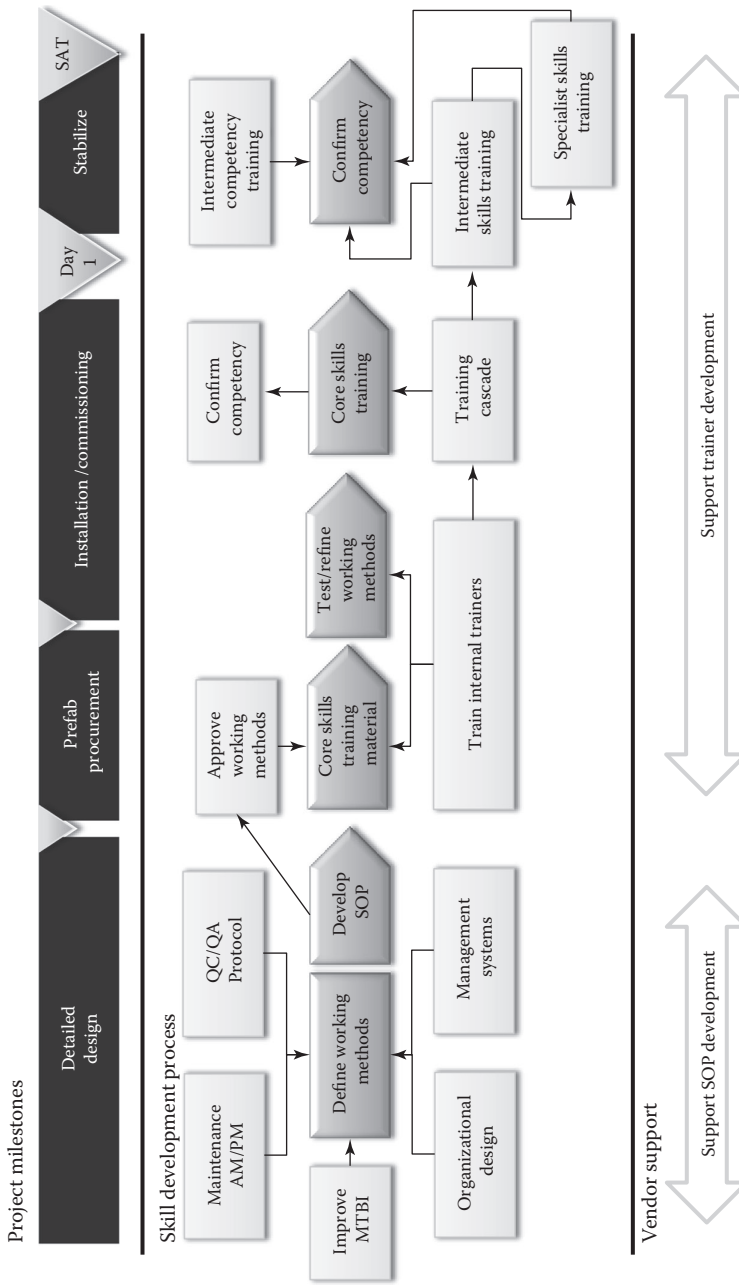 Project milestones
Detailed
design
Prefab
procurement
Installation /commissioning
Day
1
Stabilize
SAT
Skill development process
Maintenance
AM/PM
QC/QA
Protocol
Approve
working
methods
Confirm
competency
Intermediate
competency
training
Improve
MTBI
Define working
methods
Develop
SOP
Core skills
training
material
Test/refine
working
methods
Core skills
training
Confirm
competency
Organizational
design
Management
systems
Train internal trainers
Training
cascade
Intermediate
skills training
Specialist skills
training
Vendor support
Support SOP development
Support trainer development